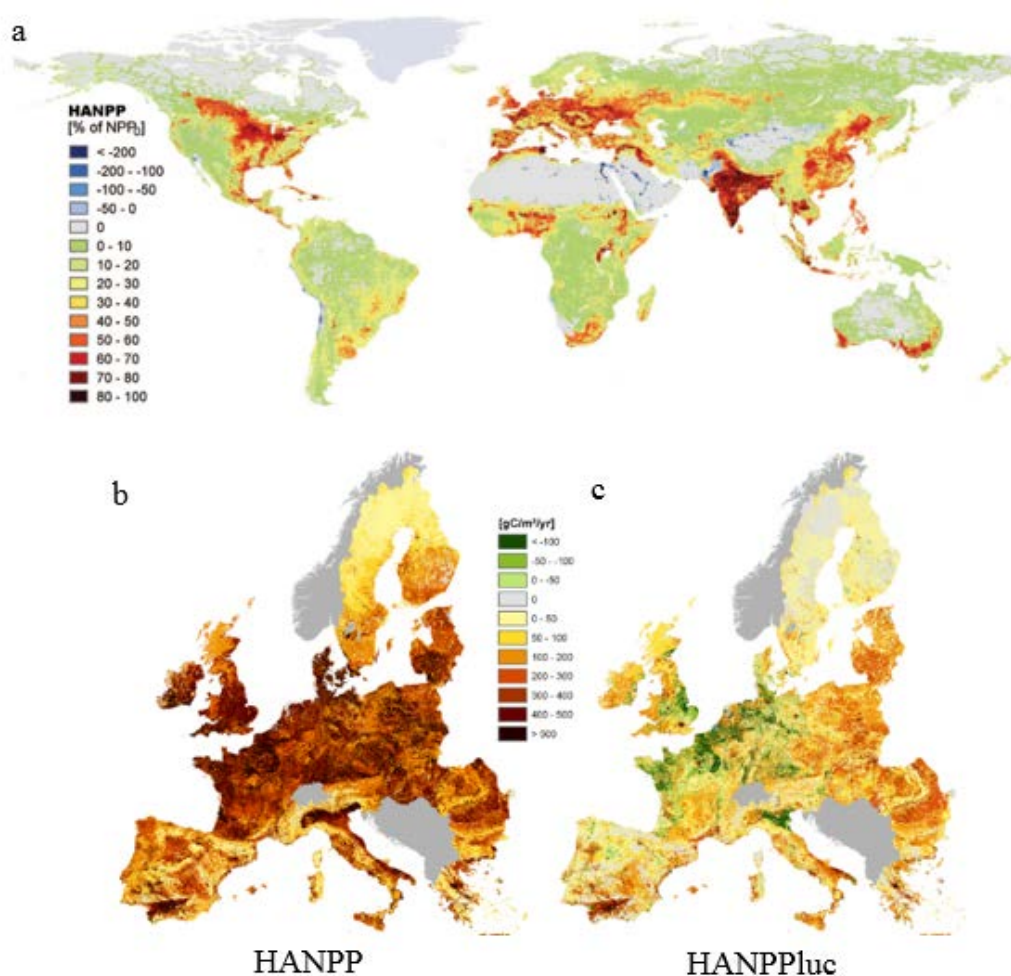 a
HANPP
[% of NPP₀]
< -200
-200 - -100
-100 - -50
-50 - 0
0
0 - 10
10 - 20
20 - 30
30 - 40
40 - 50
50 - 60
60 - 70
70 - 80
80 - 100
b
c
[gC/m²/yr]
< -100
-50 - -100
0 - -50
0
0 - 50
50 - 100
100 - 200
200 - 300
300 - 400
400 - 500
> 500
HANPP
HANPPluc